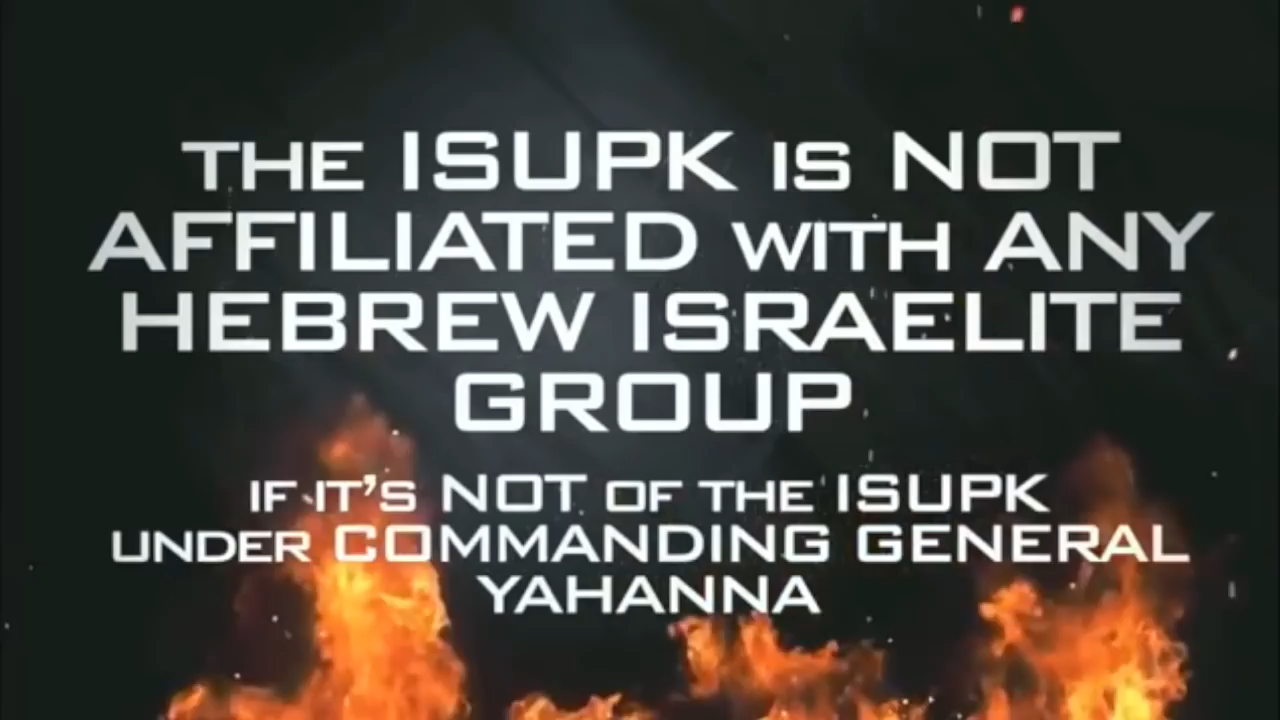 THE ISUPK IS NOT
AFFILIATED WITH ANY
HEBREW ISRAELITE
GROUP
IF IT'S NOT OF THE ISUPK
UNDER COMMANDING GENERAL
YAHANNA